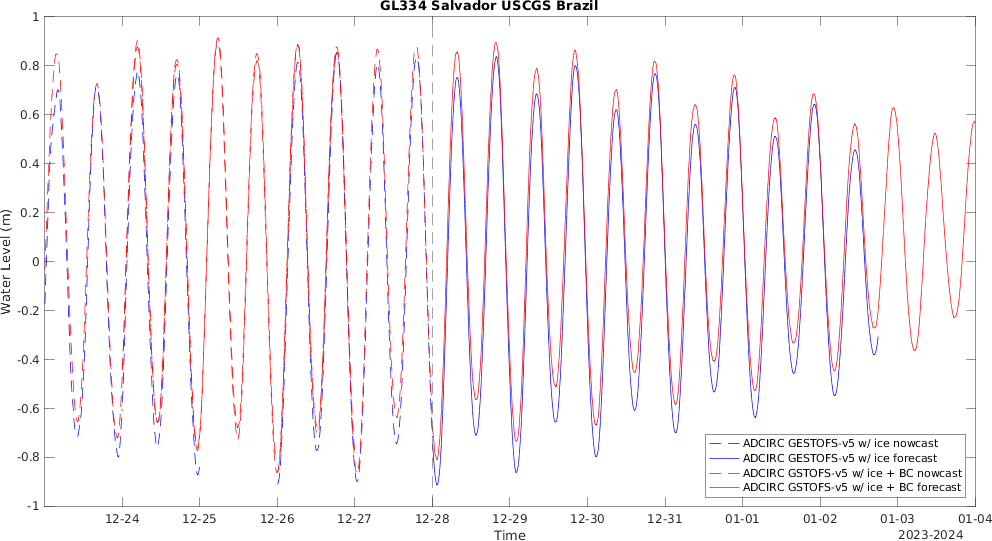 GL334 Salvador USCGS Brazil
Water Level (m)
1
0.8
0.6
0.4
0.2
0
-0.2
-0.4
-0.6
-0.8
-1
ADCIRC GESTOFS-v5 w/ ice nowcast
ADCIRC GESTOFS-v5 w/ ice forecast
ADCIRC GSTOFS-v5 w/ ice + BC nowcast
ADCIRC GSTOFS-v5 w/ ice + BC forecast
12-24 12-25 12-26 12-27 12-28 12-29 12-30 12-31 01-01 01-02 01-03 01-04
Time
2023-2024